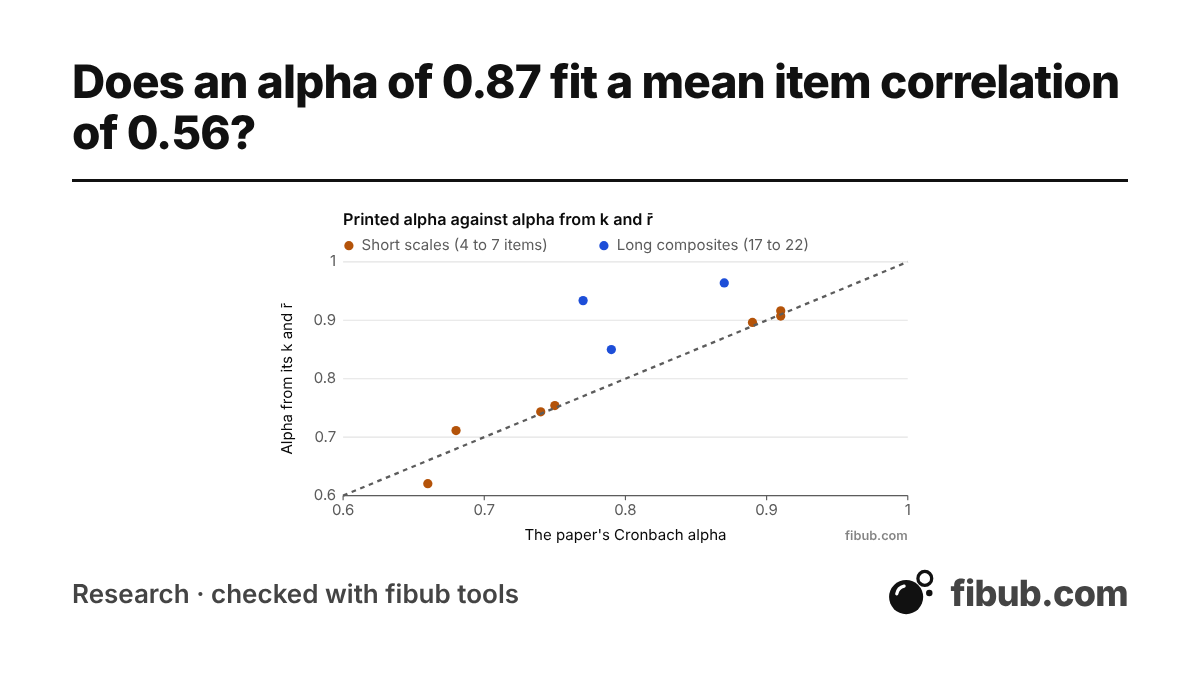 Does an alpha of 0.87 fit a mean item correlation
of 0.56?
Printed alpha against alpha from k and r̄
Short scales (4 to 7 items)
Long composites (17 to 22)
1
0.9
0.8
0.7
0.6
Alpha from its k and r̄
0.6
0.7
0.8
0.9
1
The paper's Cronbach alpha
fibub.com
Research · checked with fibub tools
fibub.com